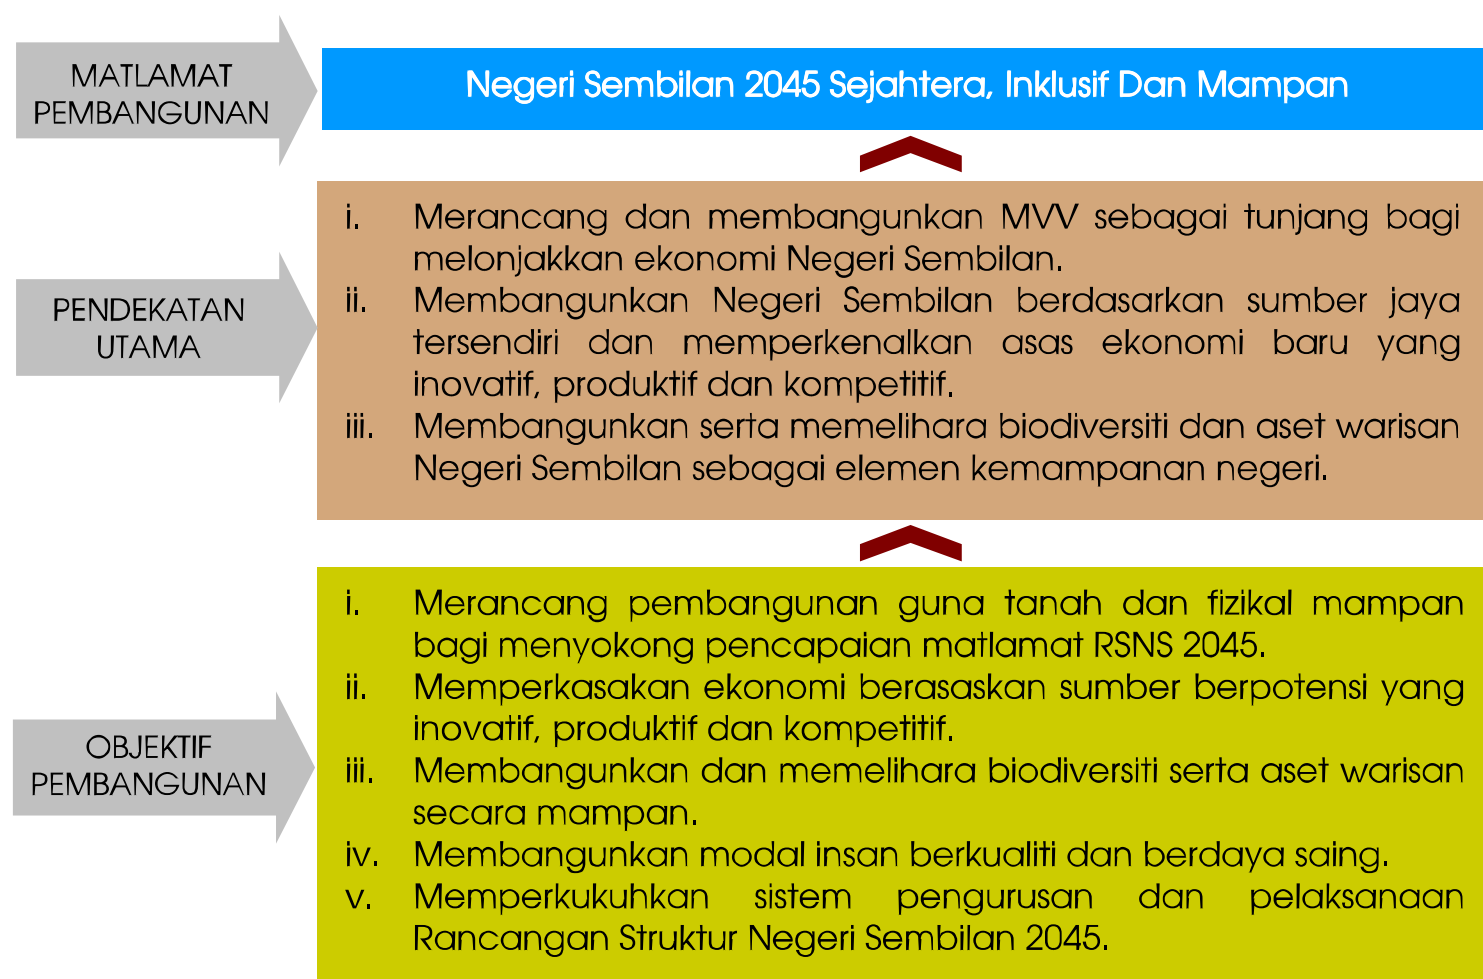 MATLAMAT
PEMBANGUNAN
Negeri Sembilan 2045 Sejahtera, Inklusif Dan Mampan
PENDEKATAN
UTAMA
i. Merancang dan membangunkan MVV sebagai tunjang bagi
melonjakkan ekonomi Negeri Sembilan.
ii. Membangunkan Negeri Sembilan berdasarkan sumber jaya
tersendiri dan memperkenalkan asas ekonomi baru yang
inovatif, produktif dan kompetitif.
iii. Membangunkan serta memelihara biodiversiti dan aset warisan
Negeri Sembilan sebagai elemen kemampanan negeri.
OBJEKTIF
PEMBANGUNAN
i. Merancang pembangunan guna tanah dan fizikal mampan
bagi menyokong pencapaian matlamat RSNS 2045.
ii. Memperkasakan ekonomi berasaskan sumber berpotensi yang
inovatif, produktif dan kompetitif.
iii. Membangunkan dan memelihara biodiversiti serta aset warisan
secara mampan.
iv. Membangunkan modal insan berkualiti dan berdaya saing.
v. Memperkukuhkan sistem pengurusan dan pelaksanaan
Rancangan Struktur Negeri Sembilan 2045.